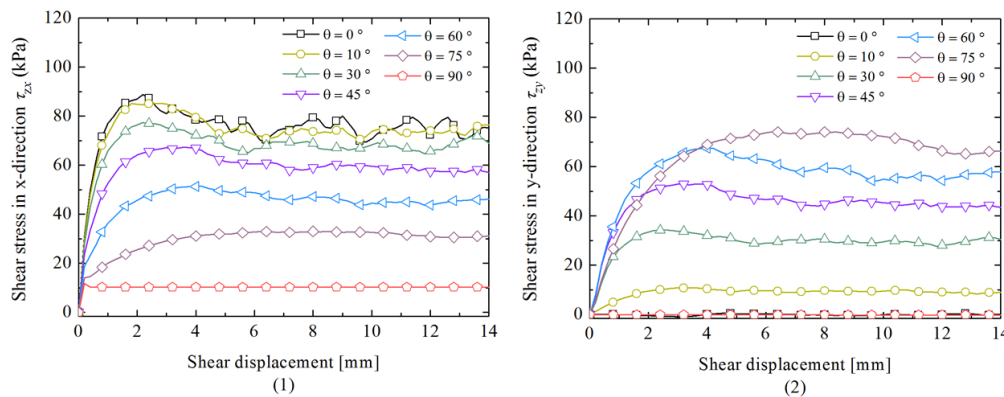 120
100
80
60
40
20
0
Shear stress in x-direction τzx (kPa)
θ = 0 °
θ = 10 °
θ = 30 °
θ = 45 °
θ = 60 °
θ = 75 °
θ = 90 °
0 2 4 6 8 10 12 14
Shear displacement [mm]
(1)
120
100
80
60
40
20
0
Shear stress in y-direction τzy (kPa)
θ = 0 °
θ = 10 °
θ = 30 °
θ = 45 °
θ = 60 °
θ = 75 °
θ = 90 °
0 2 4 6 8 10 12 14
Shear displacement [mm]
(2)